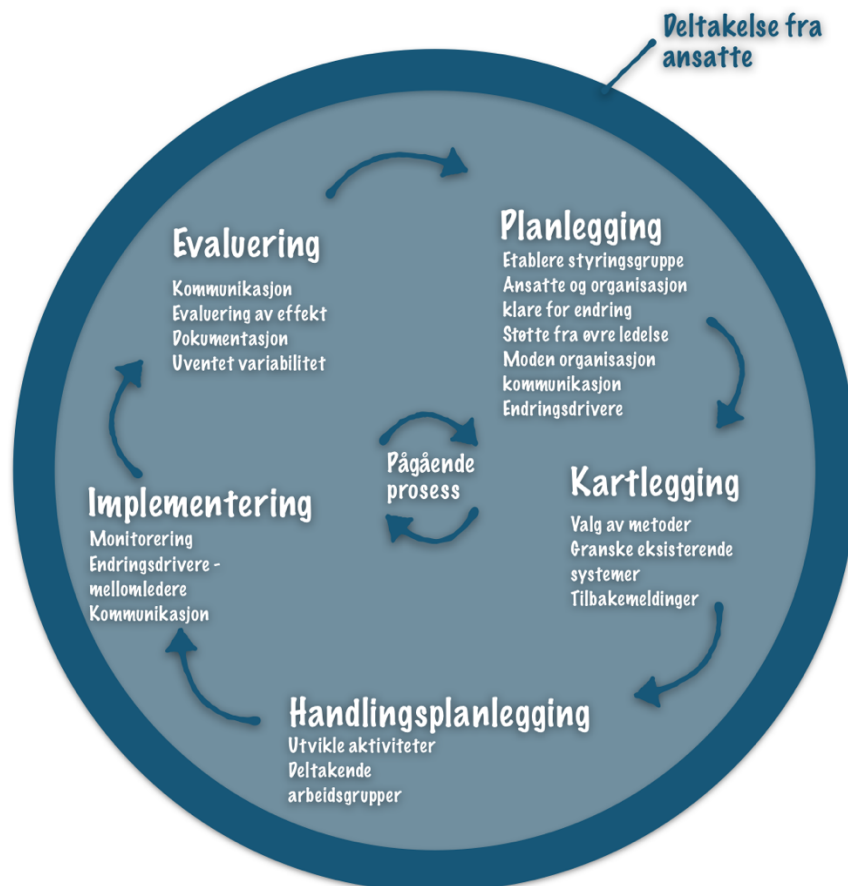 Deltakelse fra
ansatte
Planlegging
Etablere styringsgruppe
Ansatte og organisasjon
klare for endring
Støtte fra øvre ledelse
Moden organisasjon
kommunikasjon
Endringsdrivere
Kartlegging
Valg av metoder
Granske eksisterende
systemer
Tilbakemeldinger
Handlingsplanlegging
Utvikle aktiviteter
Deltakende
arbeidsgrupper
Implementering
Monitorering
Endringsdrivere -
mellomledere
Kommunikasjon
Evaluering
Kommunikasjon
Evaluering av effekt
Dokumentasjon
Uventet variabilitet
Pågående
prosess